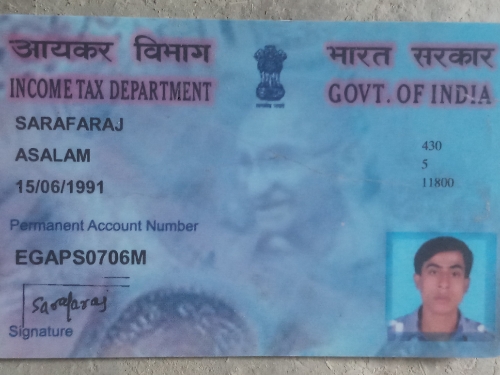 आयकर विभाग
भारत सरकार
INCOME TAX DEPARTMENT
GOVT. OF INDIA
SARAFARAJ
ASALAM
15/06/1991
430
5
11800
Permanent Account Number
EGAPS0706M
Sarafaraj
Signature